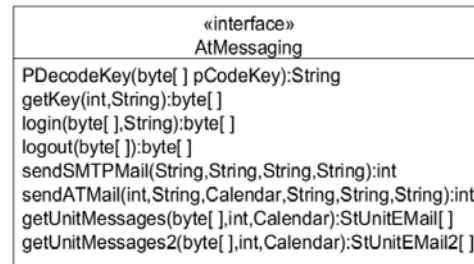 «interface»
AtMessaging
PDecodeKey(byte[ ] pCodeKey):String
getKey(int,String):byte[ ]
login(byte[ ],String):byte[ ]
logout(byte[ ]):byte[ ]
sendSMTPMail(String,String,String,String):int
sendATMail(int,String,Calendar,String,String,String):int
getUnitMessages(byte[ ],int,Calendar):StUnitEMail[ ]
getUnitMessages2(byte[ ],int,Calendar):StUnitEMail2[ ]